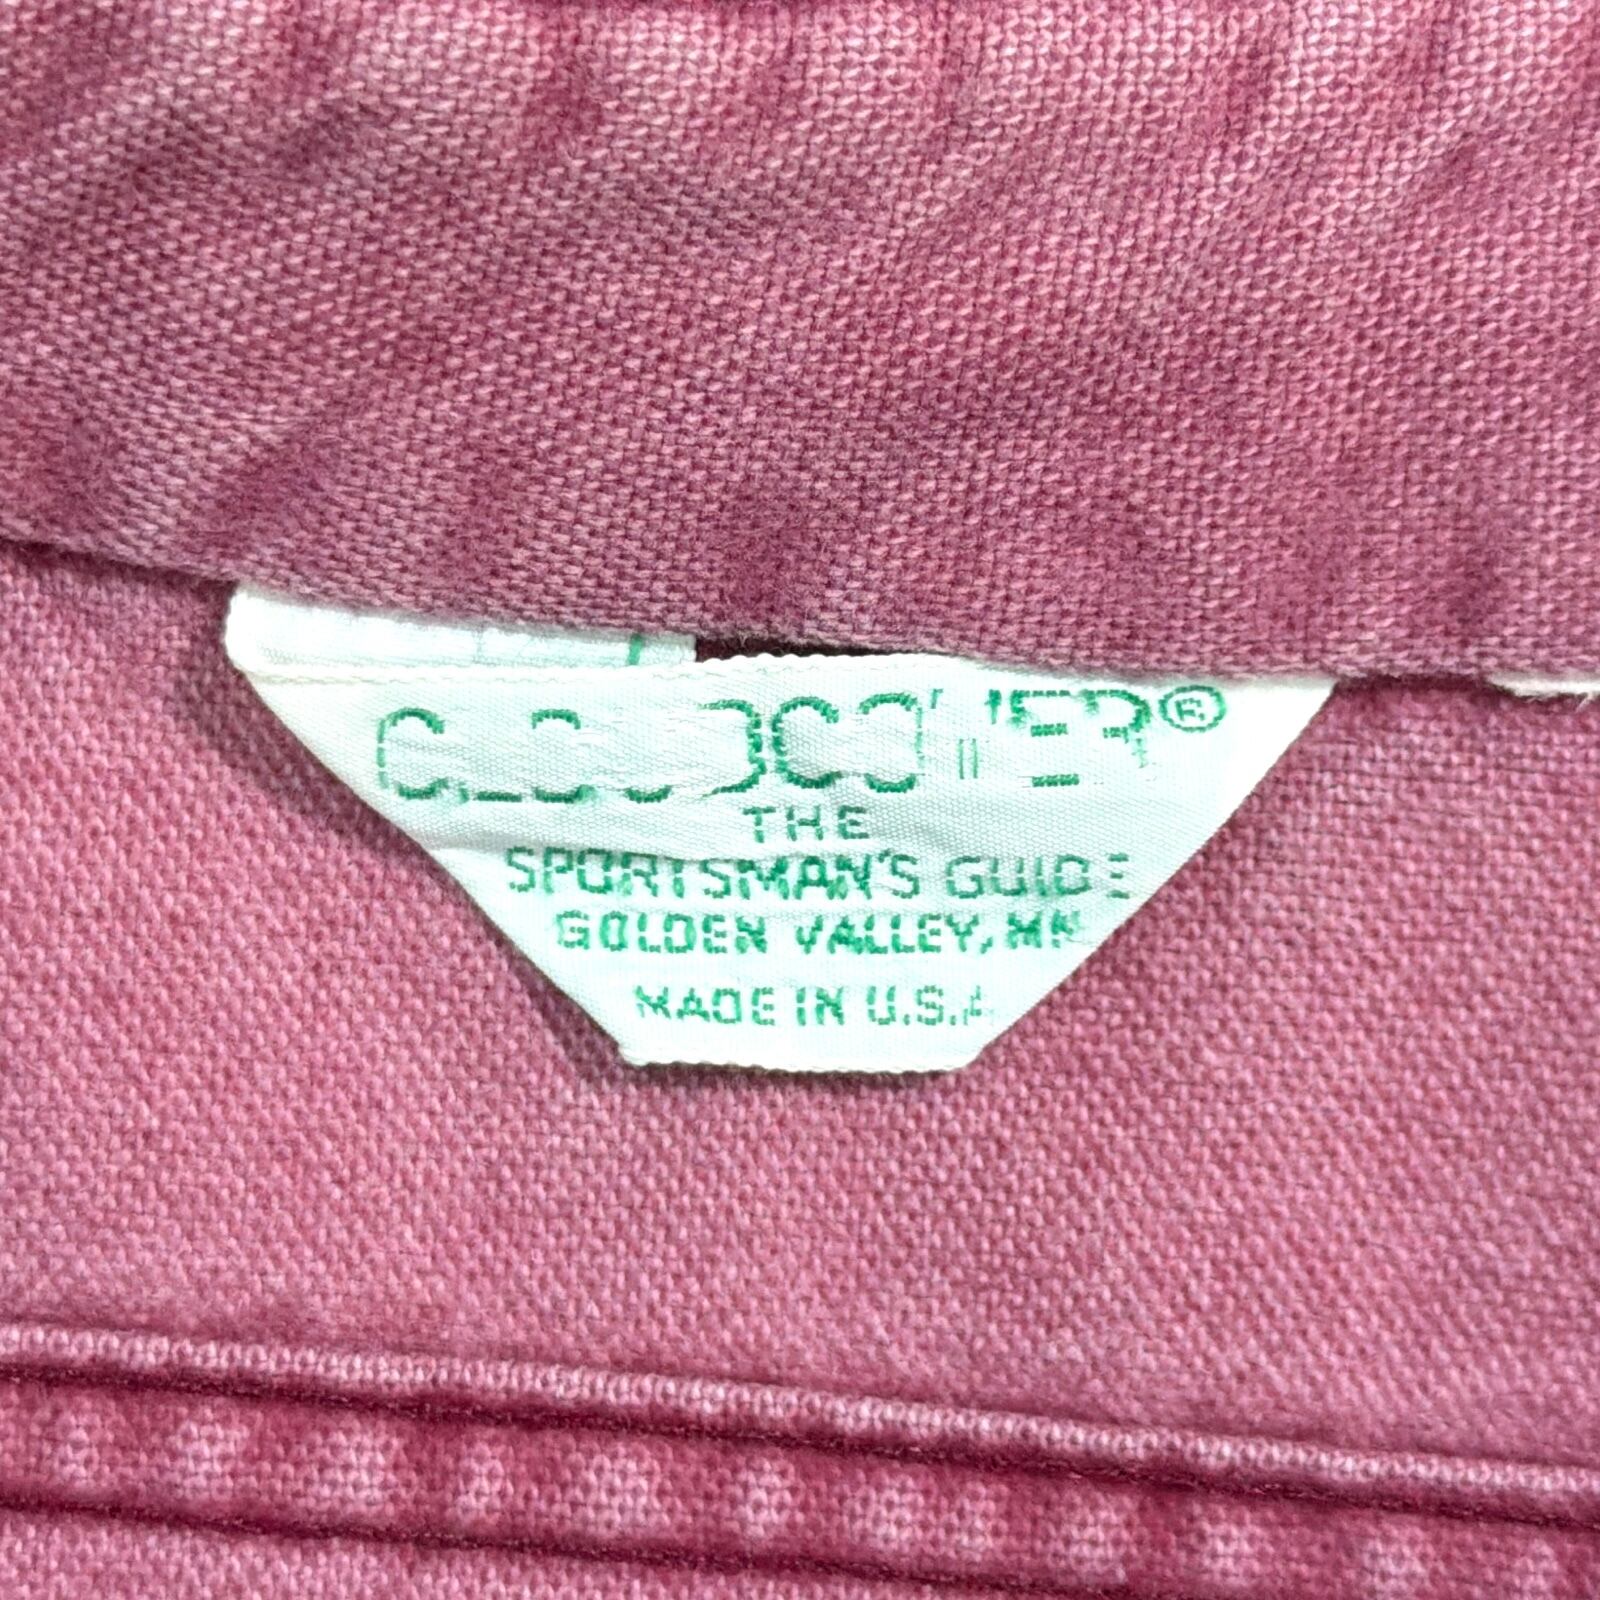 ®
THE
SPORTSMAN'S GUIDE
GOLDEN VALLEY, MN
MADE IN U.S.A